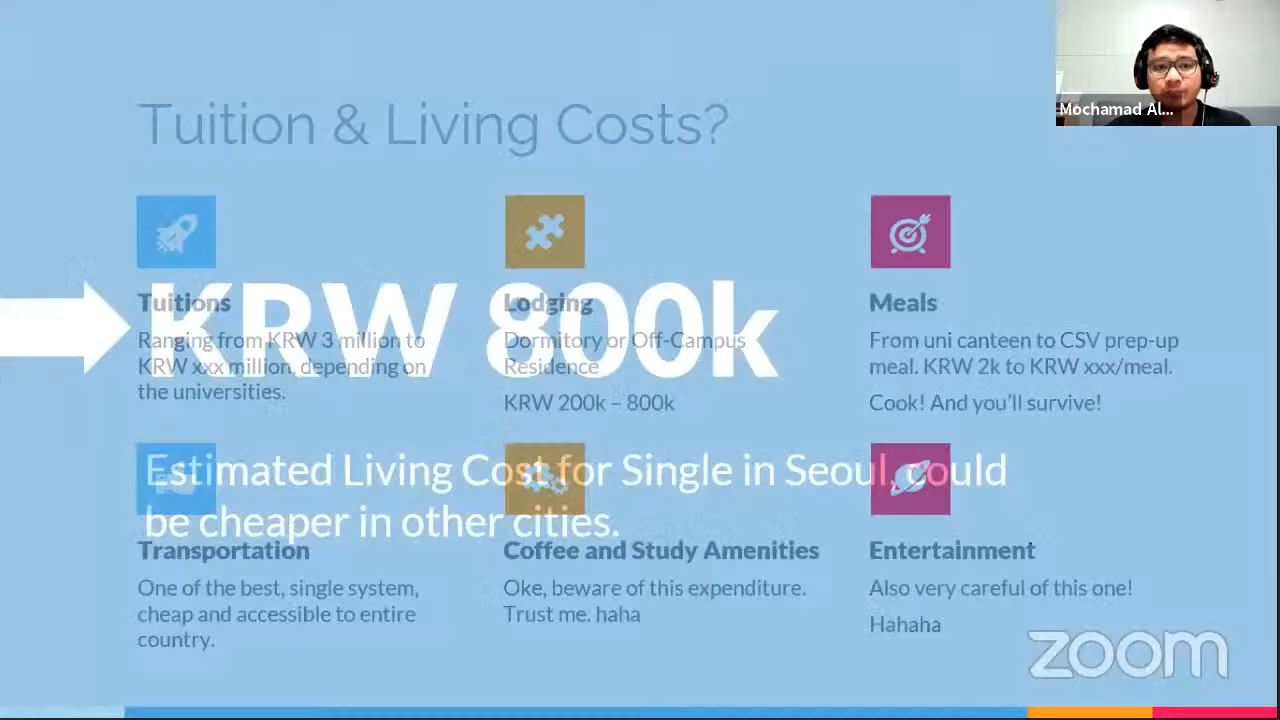 Mochamad Al...
Tuition & Living Costs?
KRW 800k
Estimated Living Cost for Single in Seoul, could
be cheaper in other cities.
Tuitions
Ranging from KRW 3 million to
KRW xxx million, depending on
the universities.
Lodging
Dormitory or Off-Campus
Residence
KRW 200k – 800k
Meals
From uni canteen to CSV prep-up
meal. KRW 2k to KRW xxx/meal.
Cook! And you'll survive!
Transportation
One of the best, single system,
cheap and accessible to entire
country.
Coffee and Study Amenities
Oke, beware of this expenditure.
Trust me. haha
Entertainment
Also very careful of this one!
Hahaha
zoom